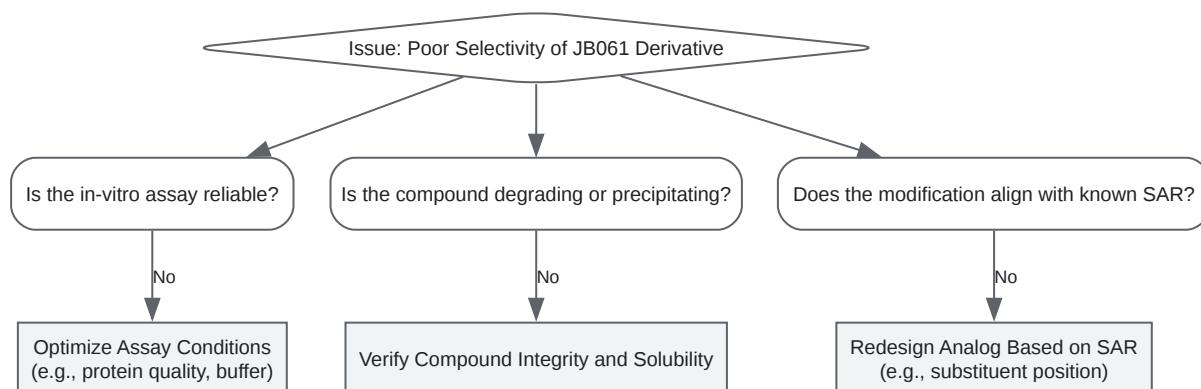 Issue: Poor Selectivity of JB061 Derivative
Is the in-vitro assay reliable?
Is the compound degrading or precipitating?
Does the modification align with known SAR?
No
No
No
Optimize Assay Conditions
(e.g., protein quality, buffer)
Verify Compound Integrity and Solubility
Redesign Analog Based on SAR
(e.g., substituent position)